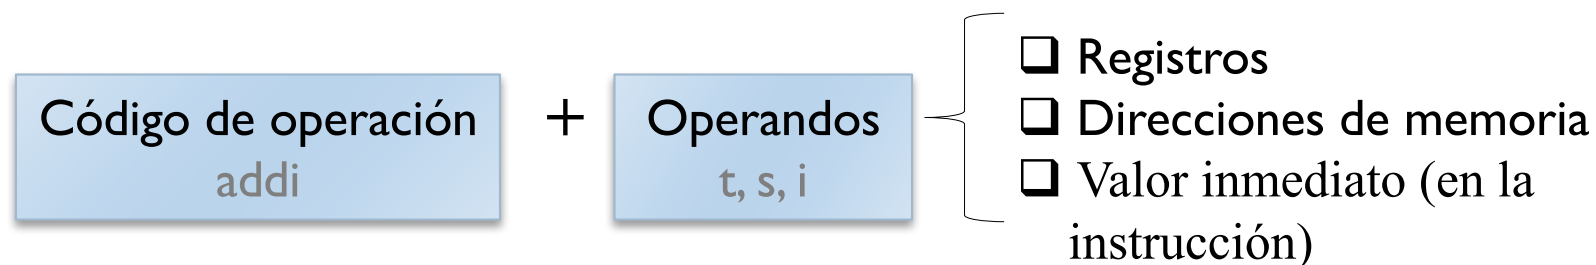 Código de operación
addi
+
Operandos
t, s, i
❑ Registros
❑ Direcciones de memoria
❑ Valor inmediato (en la
instrucción)